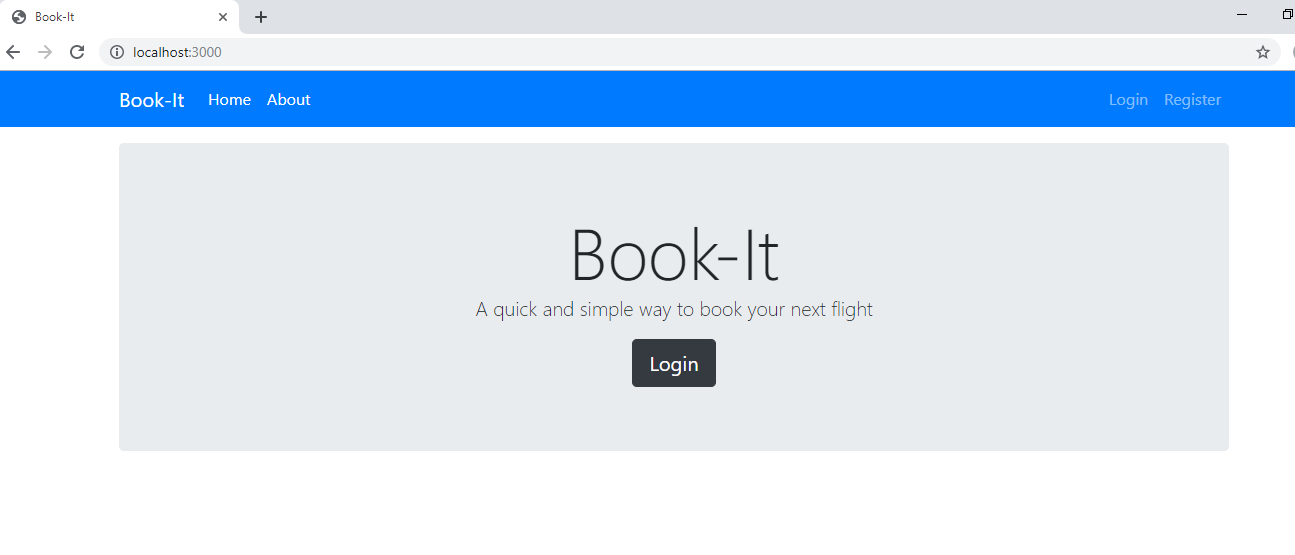 Book-It
localhost:3000
Book-It Home About Login Register
Book-It
A quick and simple way to book your next flight
Login